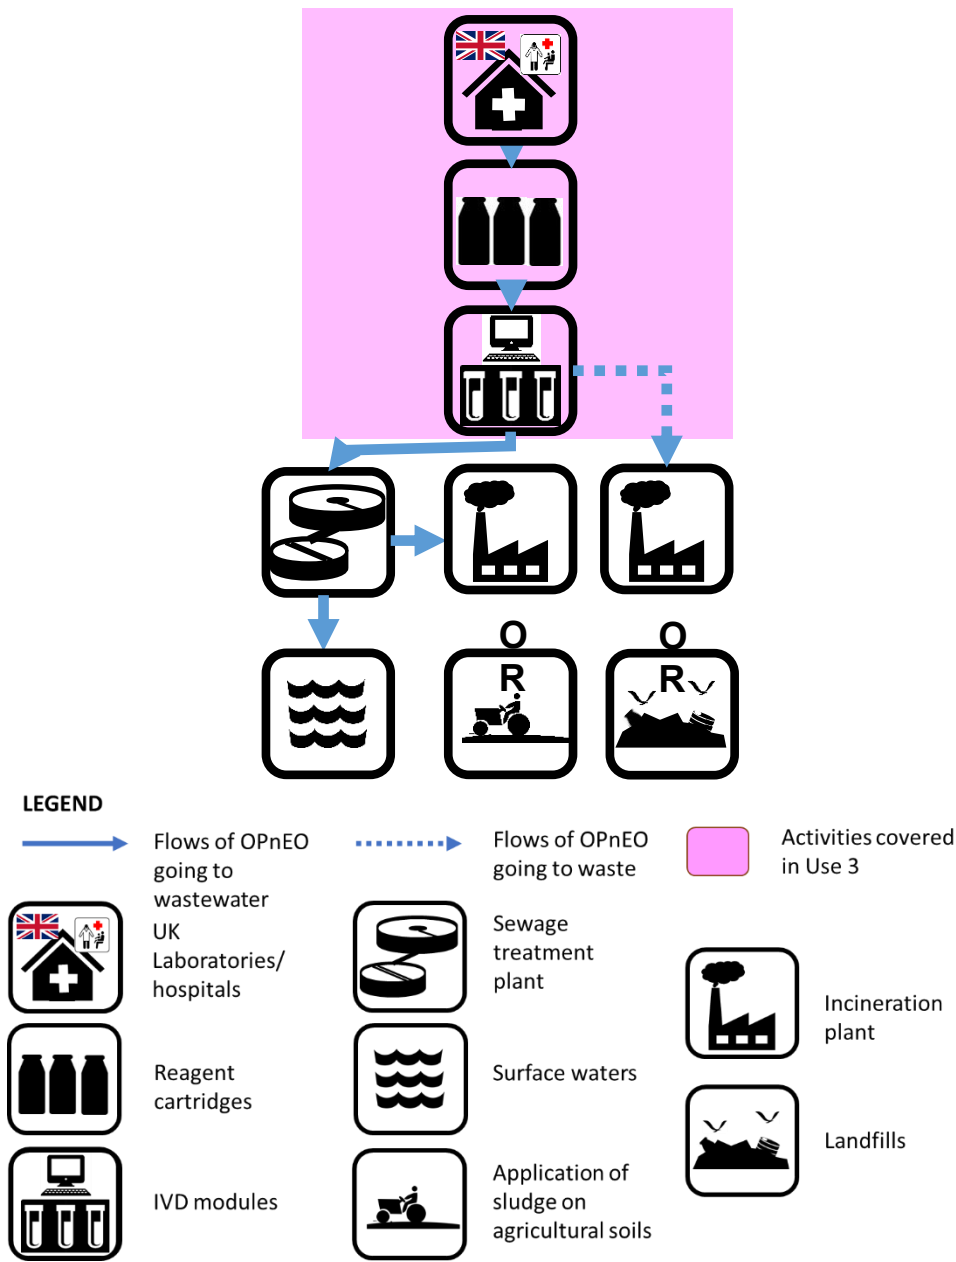 O
R
O
R
LEGEND
Flows of OPnEO
going to
wastewater
Flows of OPnEO
going to waste
Activities covered
in Use 3
UK
Laboratories/
hospitals
Sewage
treatment
plant
Incineration
plant
Reagent
cartridges
Surface waters
Landfills
IVD modules
Application of
sludge on
agricultural soils